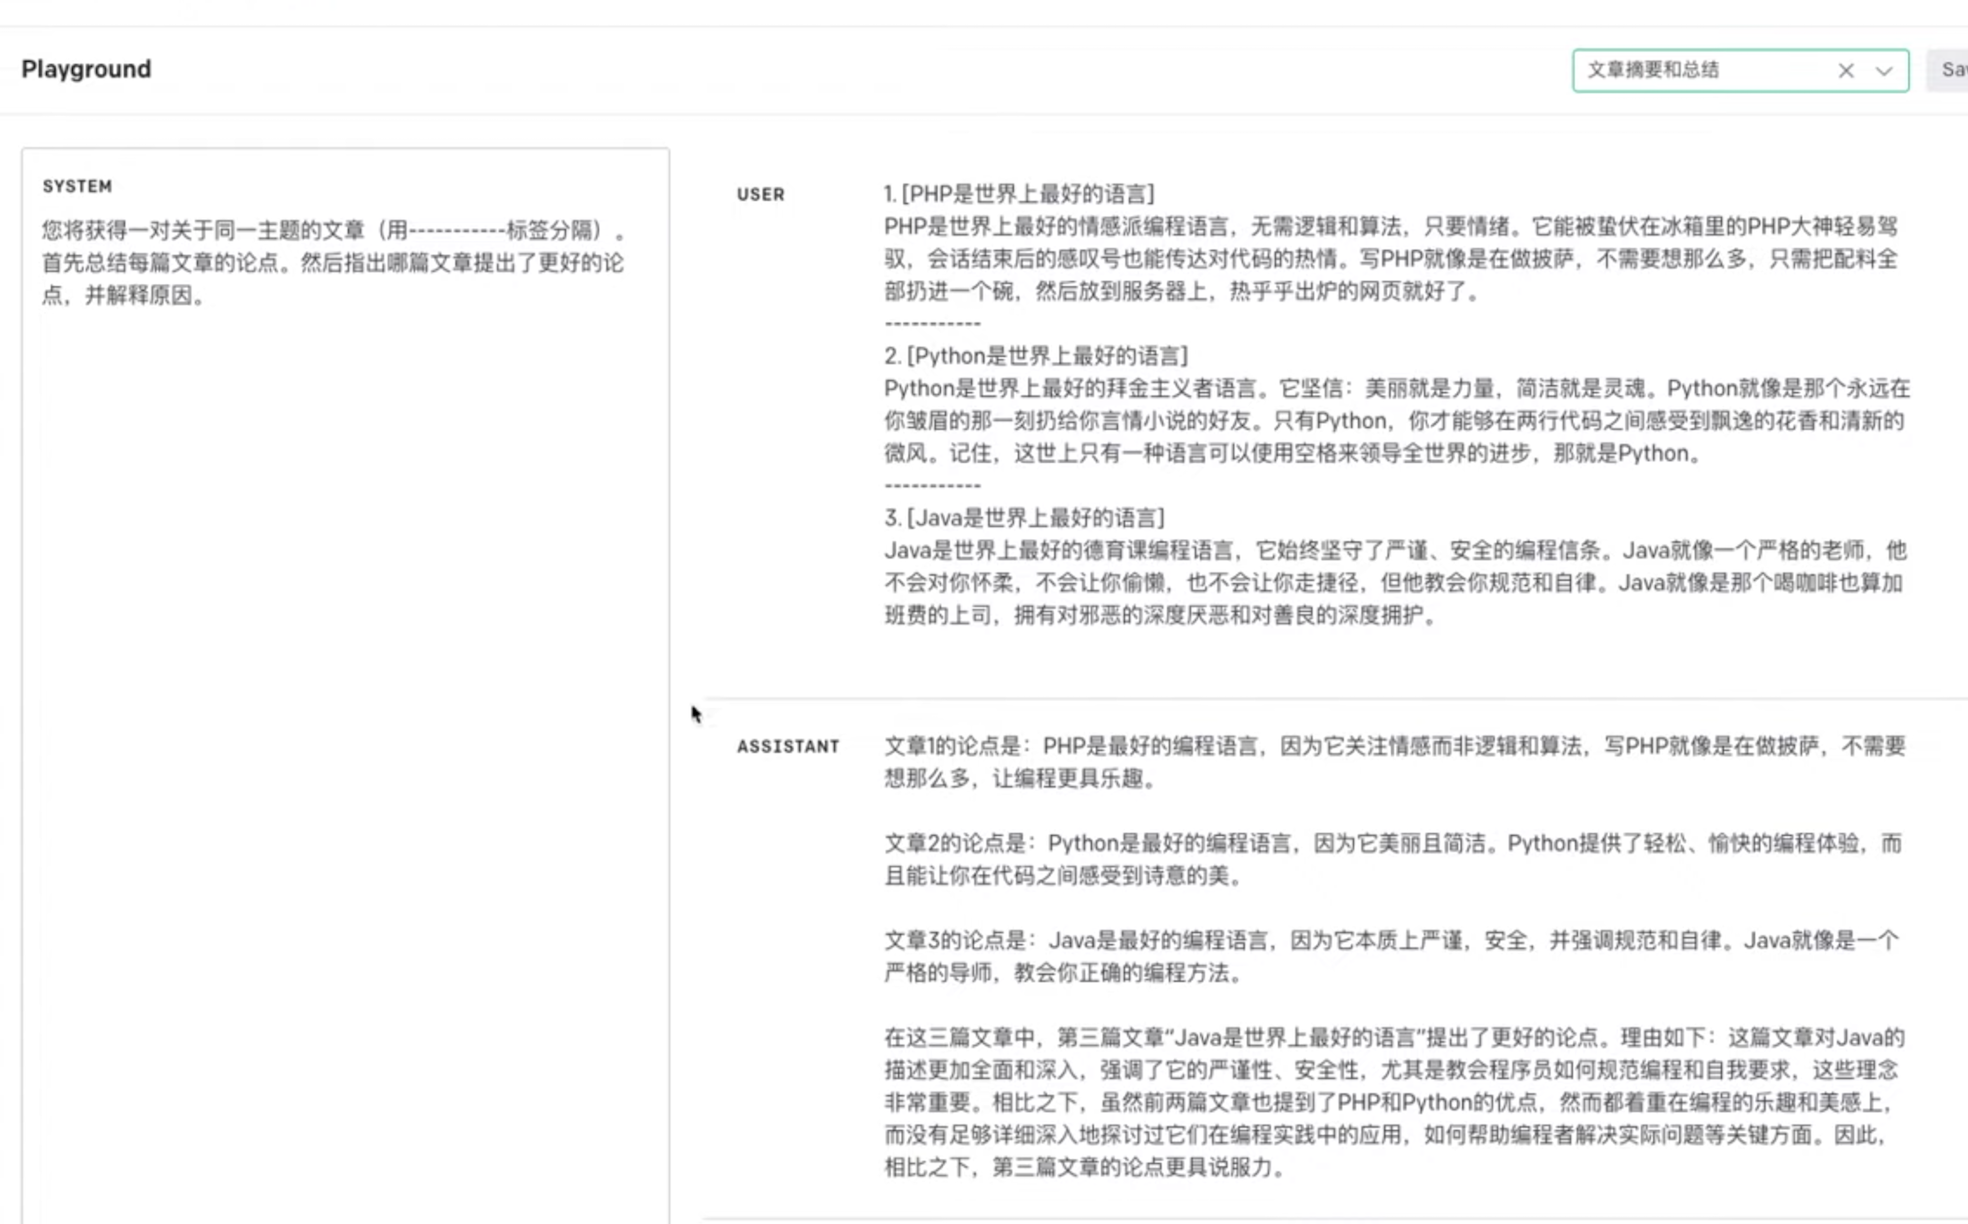 Playground
文章摘要和总结
SYSTEM
您将获得一对关于同一主题的文章（用-----------标签分隔）。
首先总结每篇文章的论点。然后指出哪篇文章提出了更好的论
点，并解释原因。
USER
1. [PHP是世界上最好的语言]
PHP是世界上最好的情感派编程语言，无需逻辑和算法，只要情绪。它能被蛰伏在冰箱里的PHP大神轻易驾
驭，会话结束后的感叹号也能传达对代码的热情。写PHP就像是在做披萨，不需要想那么多，只需把配料全
部扔进一个碗，然后放到服务器上，热乎乎出炉的网页就好了。
-----------
2. [Python是世界上最好的语言]
Python是世界上最好的拜金主义者语言。它坚信：美丽就是力量，简洁就是灵魂。Python就像是那个永远在
你皱眉的那一刻扔给你言情小说的好友。只有Python，你才能够在两行代码之间感受到飘逸的花香和清新的
微风。记住，这世上只有一种语言可以使用空格来领导全世界的进步，那就是Python。
-----------
3. [Java是世界上最好的语言]
Java是世界上最好的德育课编程语言，它始终坚守了严谨、安全的编程信条。Java就像一个严格的老师，他
不会对你怀柔，不会让你偷懒，也不会让你走捷径，但他教会你规范和自律。Java就像是那个喝咖啡也算加
班费的上司，拥有对邪恶的深度厌恶和对善良的深度拥护。
ASSISTANT
文章1的论点是：PHP是最好的编程语言，因为它关注情感而非逻辑和算法，写PHP就像是在做披萨，不需要
想那么多，让编程更具乐趣。
文章2的论点是：Python是最好的编程语言，因为它美丽且简洁。Python提供了轻松、愉快的编程体验，而
且能让你在代码之间感受到诗意的美。
文章3的论点是：Java是最好的编程语言，因为它本质上严谨，安全，并强调规范和自律。Java就像是一个
严格的导师，教会你正确的编程方法。
在这三篇文章中，第三篇文章“Java是世界上最好的语言”提出了更好的论点。理由如下：这篇文章对Java的
描述更加全面和深入，强调了它的严谨性、安全性，尤其是教会程序员如何规范编程和自我要求，这些理念
非常重要。相比之下，虽然前两篇文章也提到了PHP和Python的优点，然而都着重在编程的乐趣和美感上，
而没有足够详细深入地探讨过它们在编程实践中的应用，如何帮助编程者解决实际问题等关键方面。因此，
相比之下，第三篇文章的论点更具说服力。